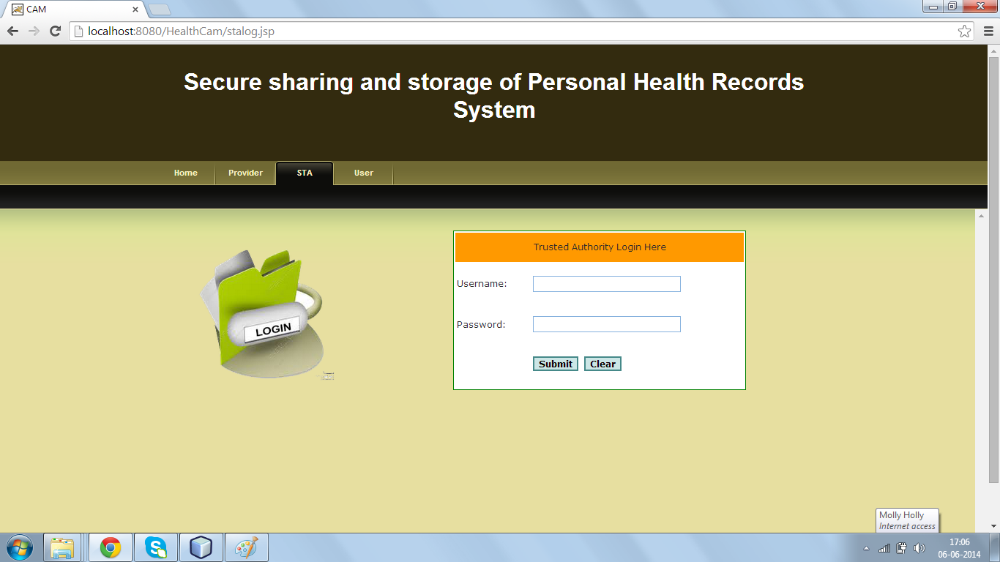 CAM
localhost:8080/HealthCam/stalog.jsp
Secure sharing and storage of Personal Health Records
System
Home Provider STA User
Trusted Authority Login Here
Username:
LOGIN
Password:
Submit Clear
Molly Holly
Internet access
17:06
06-06-2014